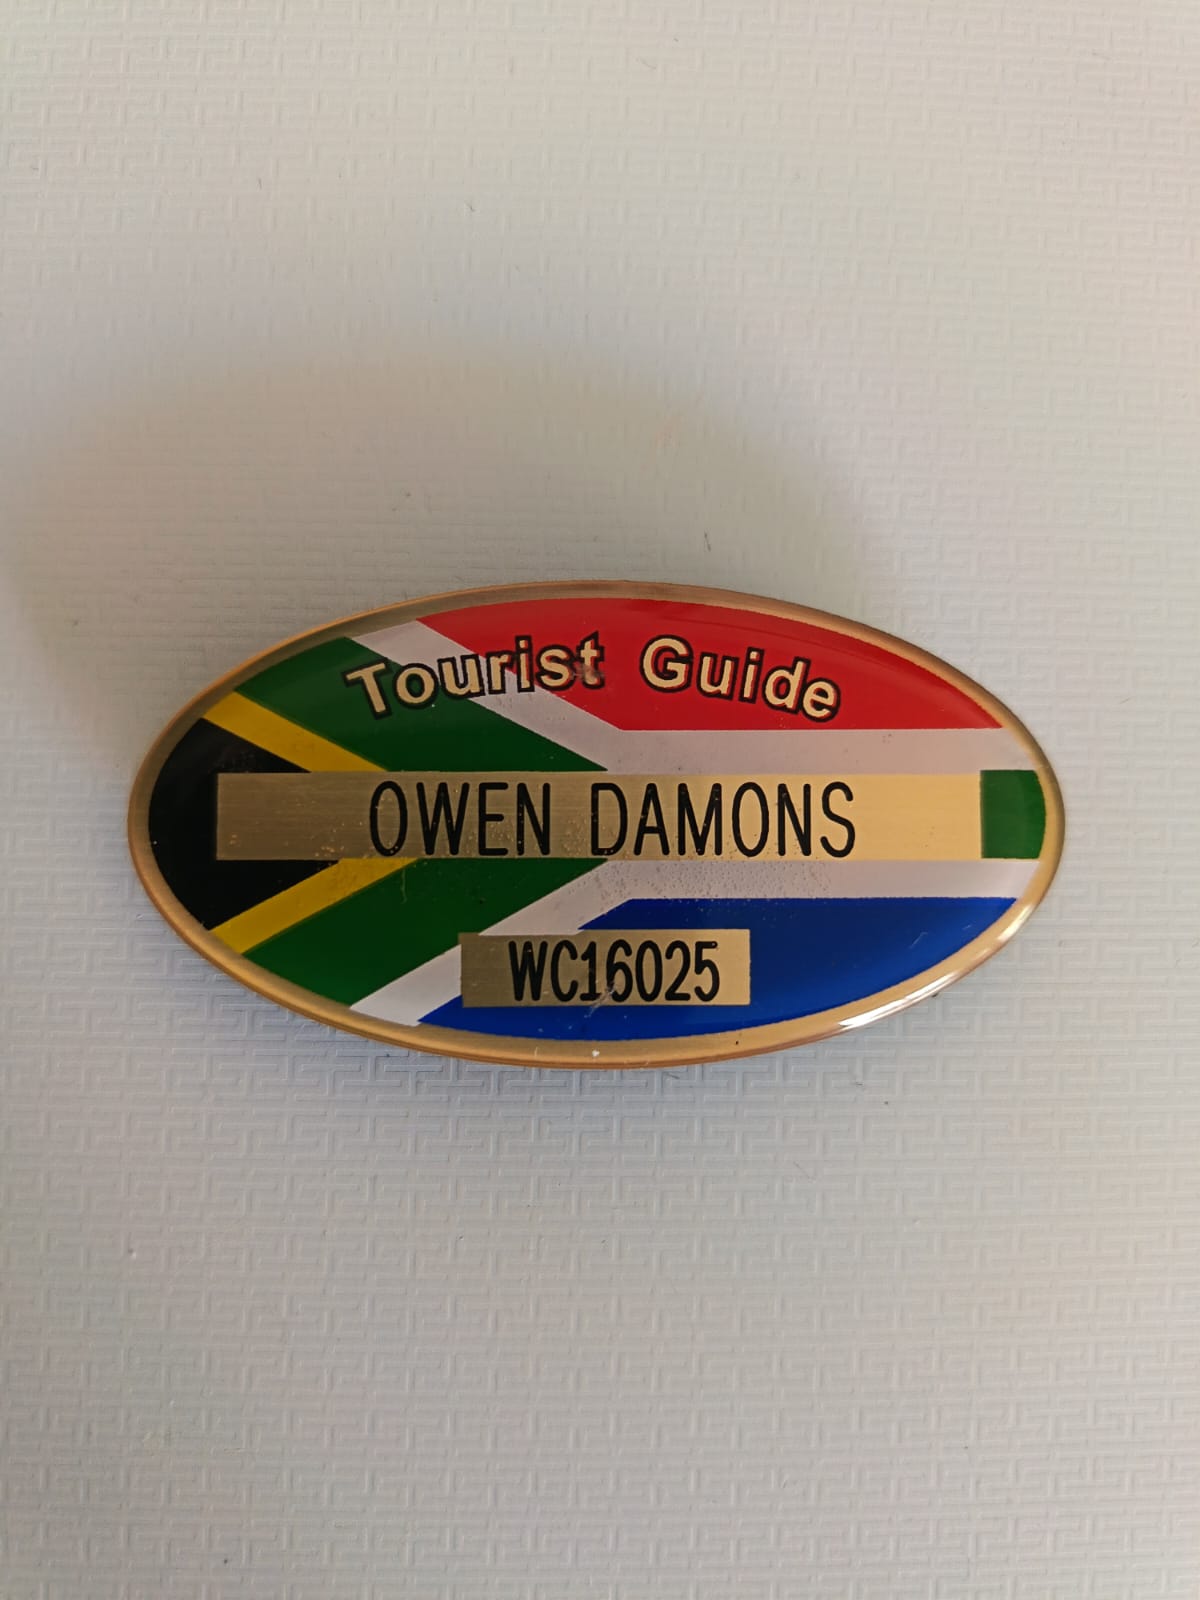 Tourist Guide
OWEN DAMONS
WC16025